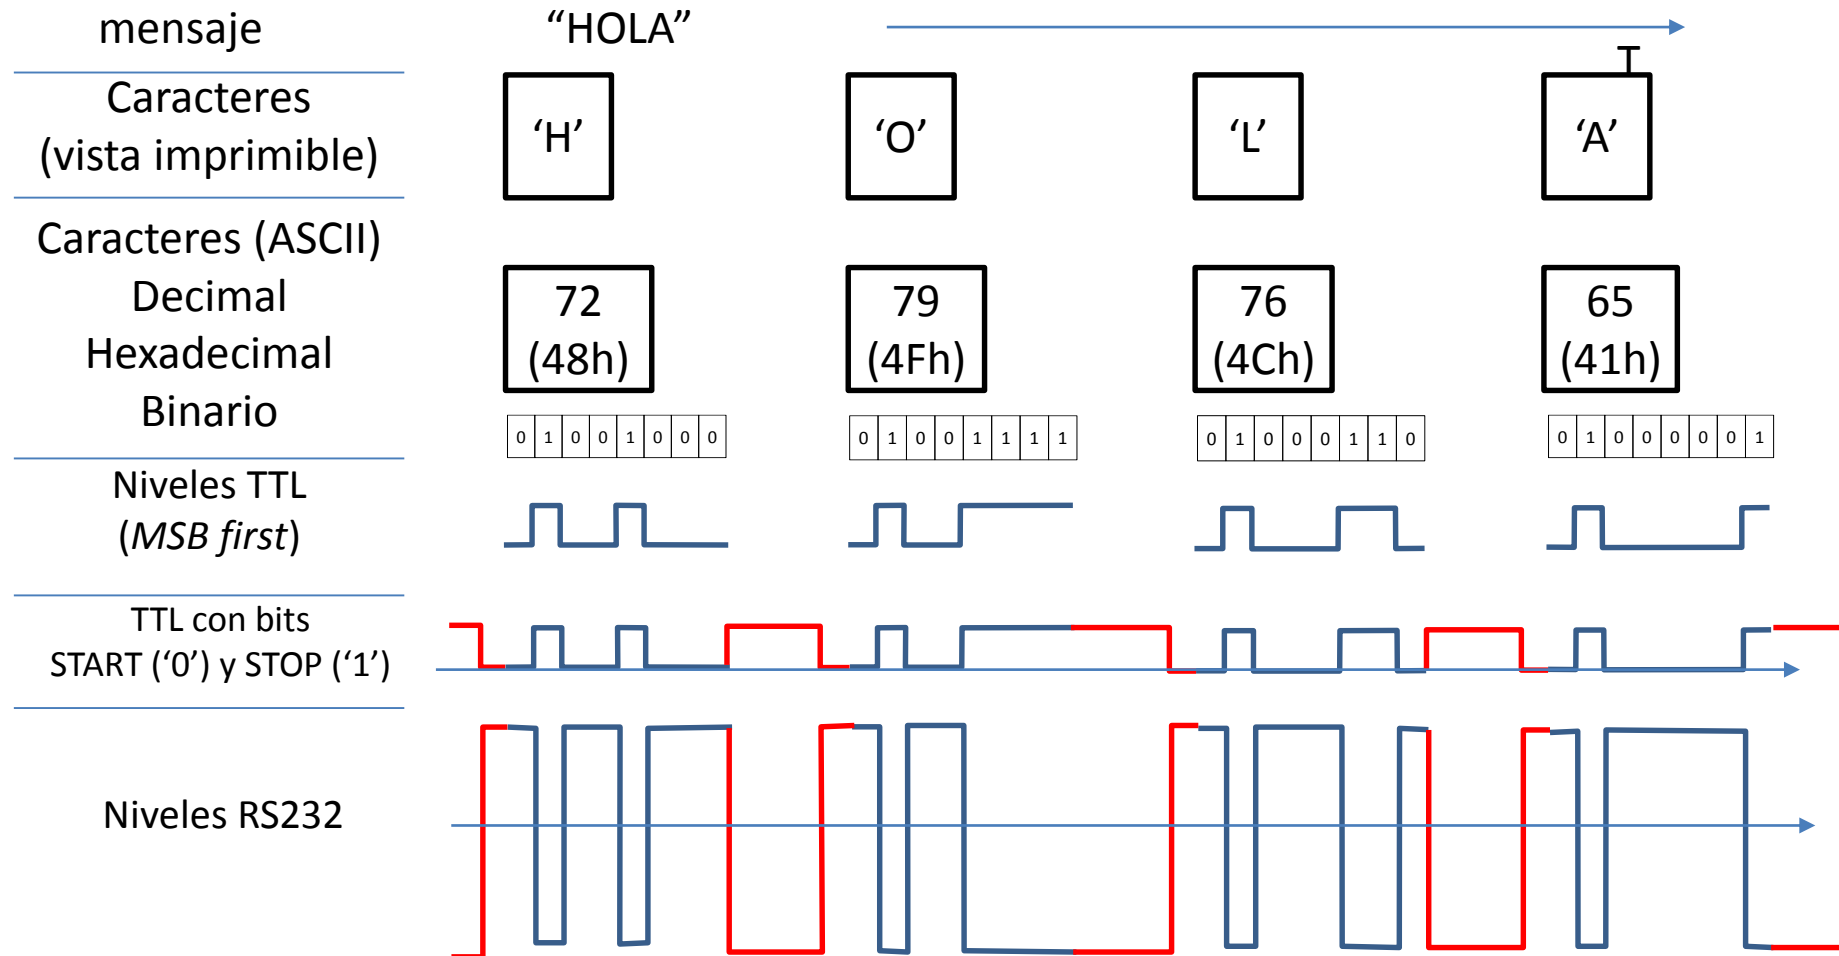 mensaje
“HOLA”
T
Caracteres
(vista imprimible)
‘H’
‘O’
‘L’
‘A’
Caracteres (ASCII)
Decimal
Hexadecimal
Binario
72
(48h)
79
(4Fh)
76
(4Ch)
65
(41h)
0 1 0 0 1 0 0 0
0 1 0 0 1 1 1 1
0 1 0 0 0 1 1 0
0 1 0 0 0 0 0 1
Niveles TTL
(MSB first)
TTL con bits
START (‘0’) y STOP (‘1’)
Niveles RS232